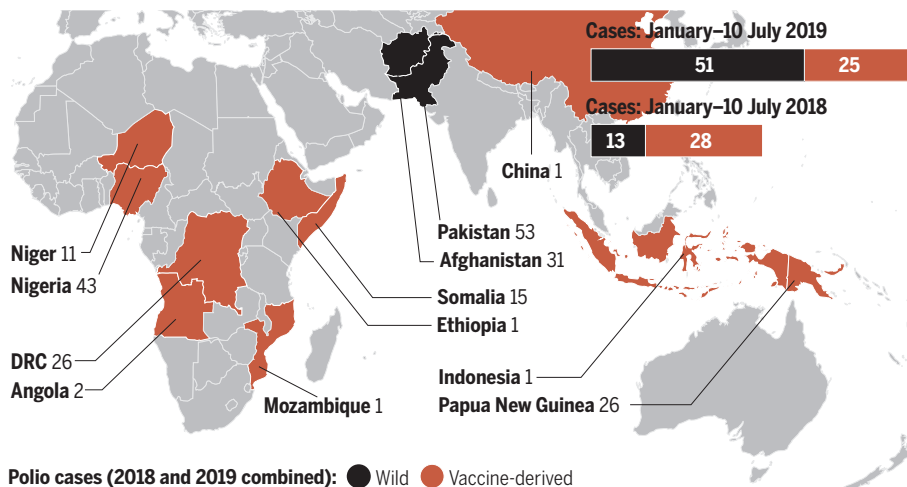 Cases: January–10 July 2019
51 25
Cases: January–10 July 2018
13 28
China 1
Pakistan 53
Afghanistan 31
Niger 11
Nigeria 43
Somalia 15
Ethiopia 1
DRC 26
Angola 2
Mozambique 1
Indonesia 1
Papua New Guinea 26
Polio cases (2018 and 2019 combined): Wild Vaccine-derived